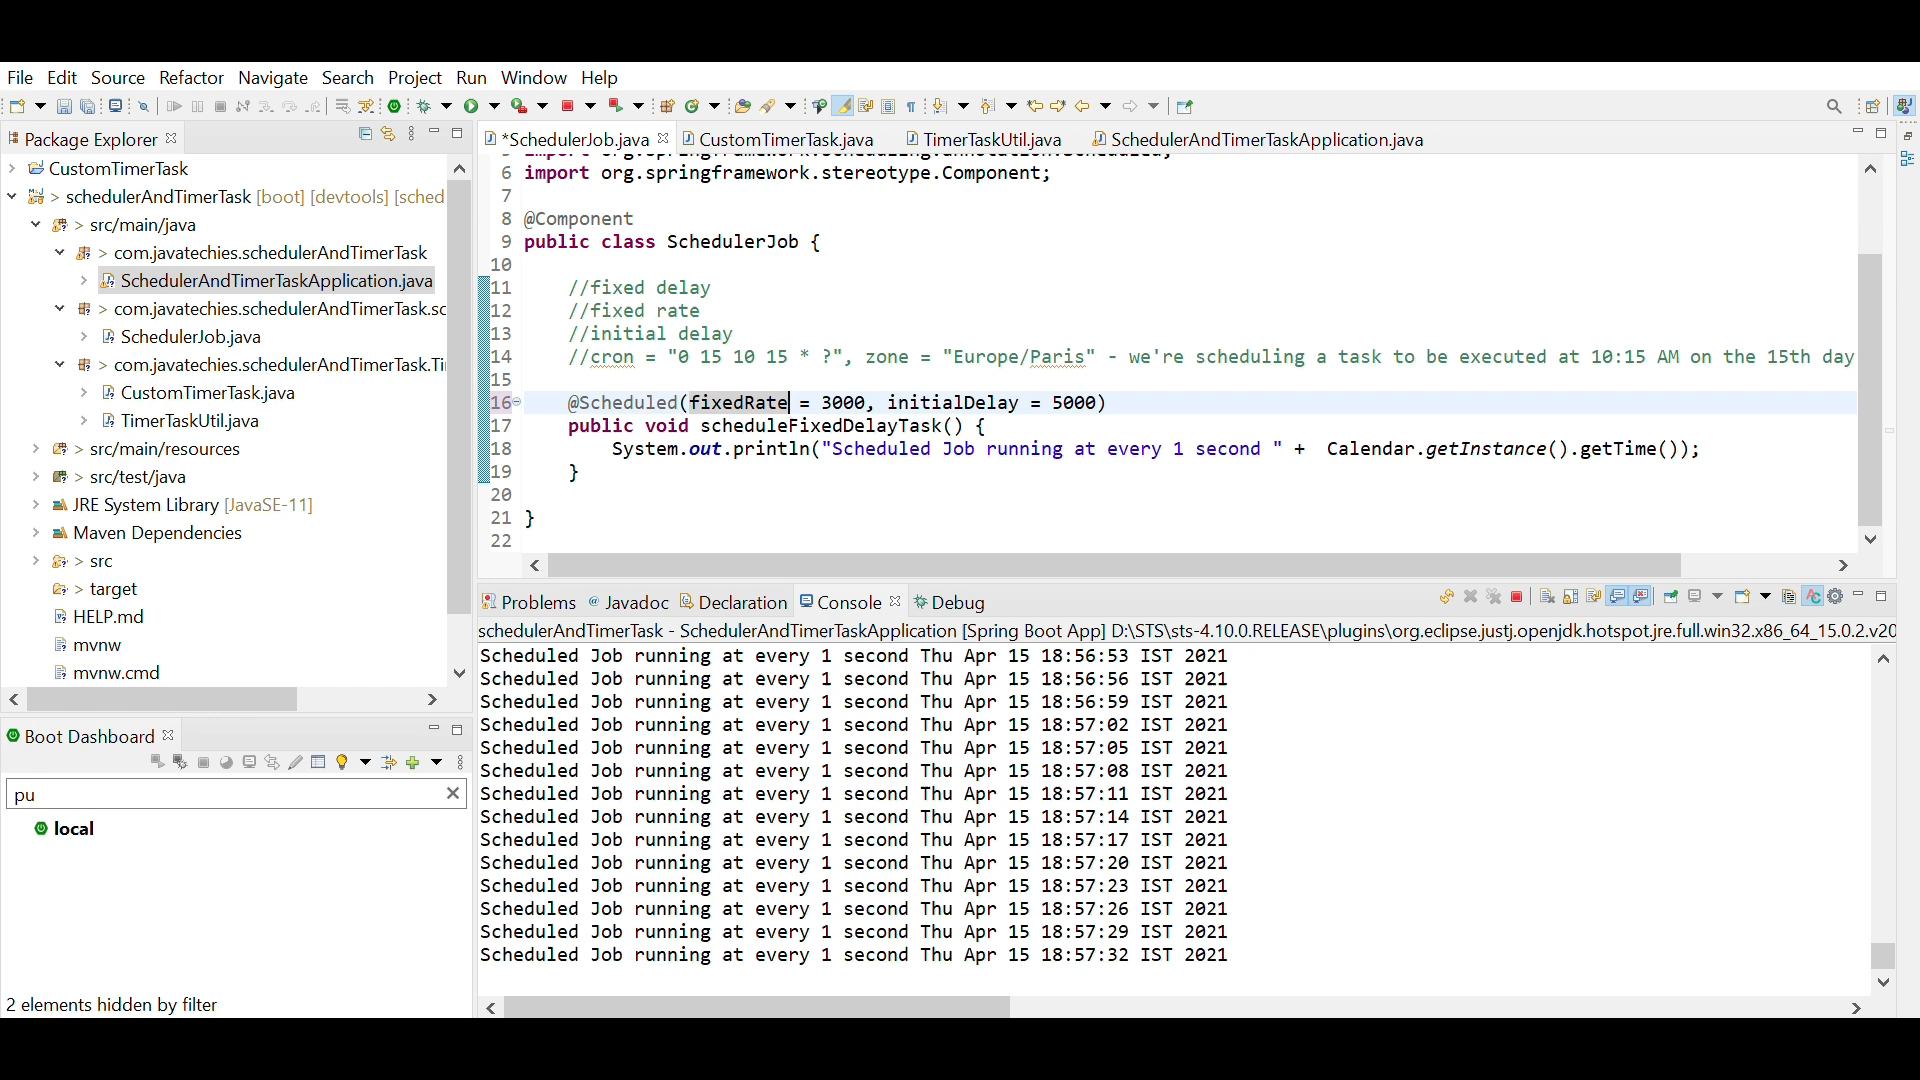 File Edit Source Refactor Navigate Search Project Run Window Help
Package Explorer
CustomTimerTask
> schedulerAndTimerTask [boot] [devtools] [sched
> src/main/java
> com.javatechies.schedulerAndTimerTask
SchedulerAndTimerTaskApplication.java
> com.javatechies.schedulerAndTimerTask.sc
SchedulerJob.java
> com.javatechies.schedulerAndTimerTask.Ti
CustomTimerTask.java
TimerTaskUtil.java
> src/main/resources
> src/test/java
JRE System Library [JavaSE-11]
Maven Dependencies
> src
> target
HELP.md
mvnw
mvnw.cmd
Boot Dashboard
pu
local
2 elements hidden by filter
*SchedulerJob.java CustomTimerTask.java TimerTaskUtil.java SchedulerAndTimerTaskApplication.java
5 import org.springframework.scheduling.annotation.Scheduled;
6 import org.springframework.stereotype.Component;
7
8 @Component
9 public class SchedulerJob {
10
11 //fixed delay
12 //fixed rate
13 //initial delay
14 //cron = "0 15 10 15 * ?", zone = "Europe/Paris" - we're scheduling a task to be executed at 10:15 AM on the 15th day
15
16 @Scheduled(fixedRate = 3000, initialDelay = 5000)
17 public void scheduleFixedDelayTask() {
18 System.out.println("Scheduled Job running at every 1 second " + Calendar.getInstance().getTime());
19 }
20
21 }
22
Problems Javadoc Declaration Console Debug
schedulerAndTimerTask - SchedulerAndTimerTaskApplication [Spring Boot App] D:\STS\sts-4.10.0.RELEASE\plugins\org.eclipse.justj.openjdk.hotspot.jre.full.win32.x86_64_15.0.2.v20
Scheduled Job running at every 1 second Thu Apr 15 18:56:53 IST 2021
Scheduled Job running at every 1 second Thu Apr 15 18:56:56 IST 2021
Scheduled Job running at every 1 second Thu Apr 15 18:56:59 IST 2021
Scheduled Job running at every 1 second Thu Apr 15 18:57:02 IST 2021
Scheduled Job running at every 1 second Thu Apr 15 18:57:05 IST 2021
Scheduled Job running at every 1 second Thu Apr 15 18:57:08 IST 2021
Scheduled Job running at every 1 second Thu Apr 15 18:57:11 IST 2021
Scheduled Job running at every 1 second Thu Apr 15 18:57:14 IST 2021
Scheduled Job running at every 1 second Thu Apr 15 18:57:17 IST 2021
Scheduled Job running at every 1 second Thu Apr 15 18:57:20 IST 2021
Scheduled Job running at every 1 second Thu Apr 15 18:57:23 IST 2021
Scheduled Job running at every 1 second Thu Apr 15 18:57:26 IST 2021
Scheduled Job running at every 1 second Thu Apr 15 18:57:29 IST 2021
Scheduled Job running at every 1 second Thu Apr 15 18:57:32 IST 2021